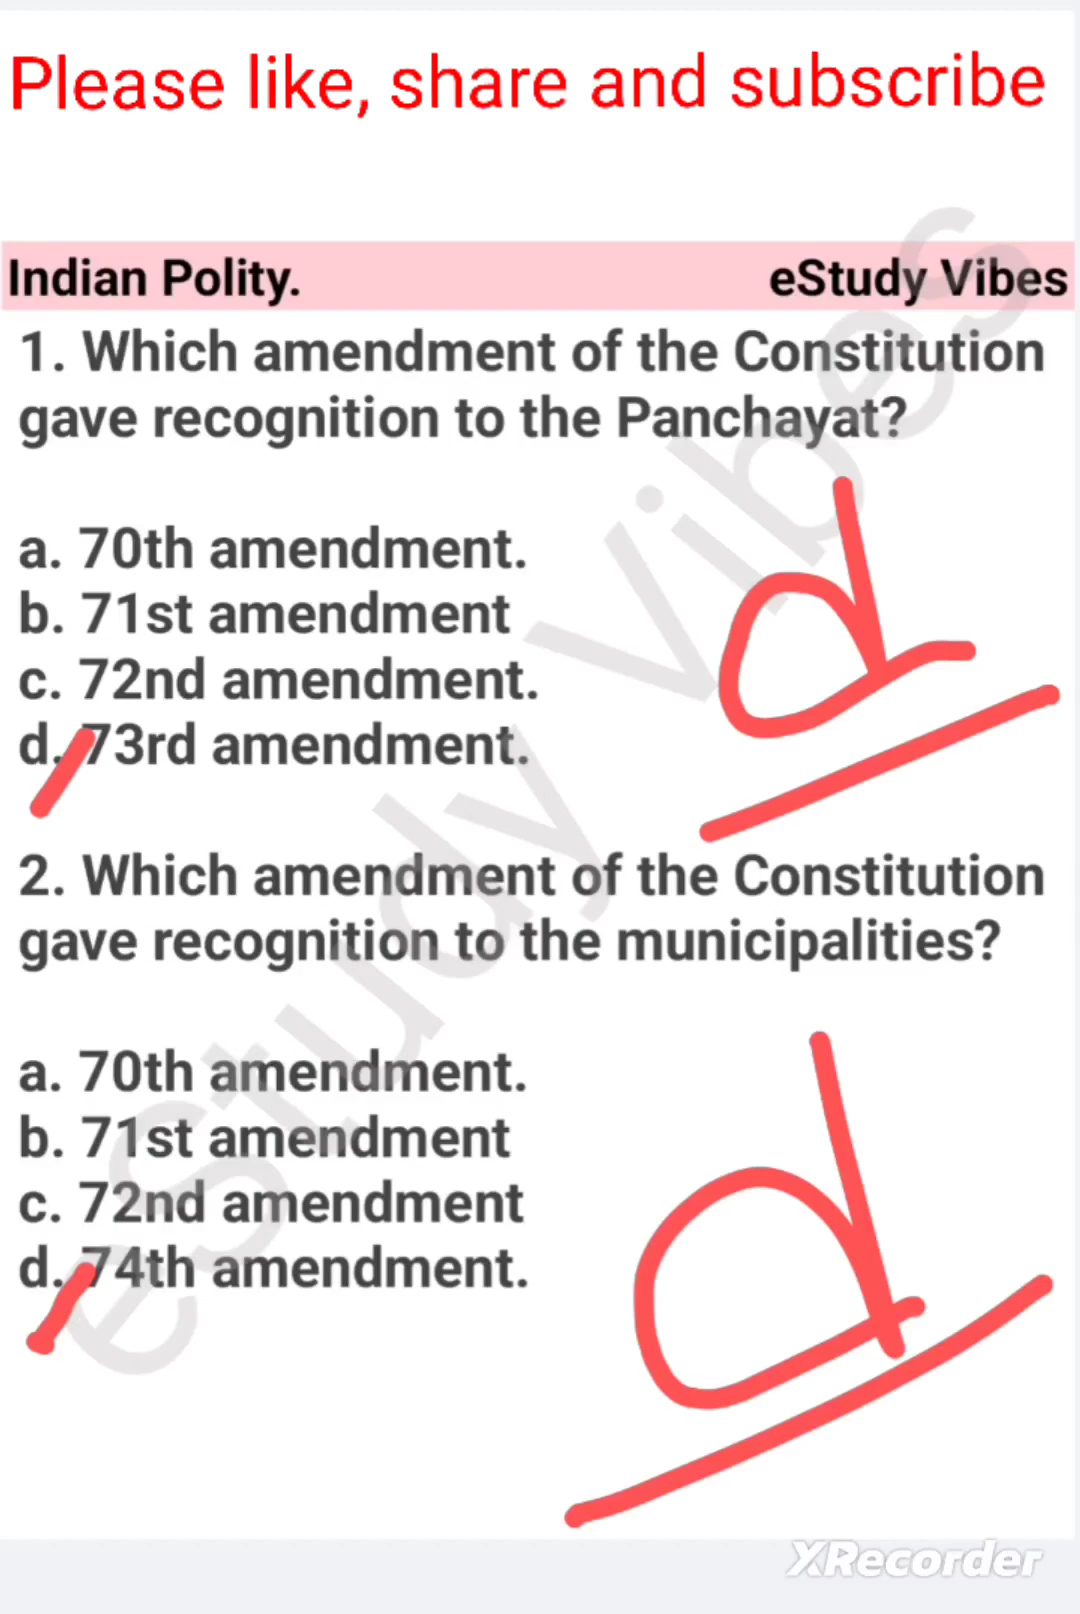 Please like, share and subscribe
Indian Polity. eStudy Vibes
1. Which amendment of the Constitution
gave recognition to the Panchayat?
a. 70th amendment.
b. 71st amendment
c. 72nd amendment.
d. 73rd amendment.
d
2. Which amendment of the Constitution
gave recognition to the municipalities?
a. 70th amendment.
b. 71st amendment
c. 72nd amendment
d. 74th amendment.
d
eStudy Vibes
XRecorder